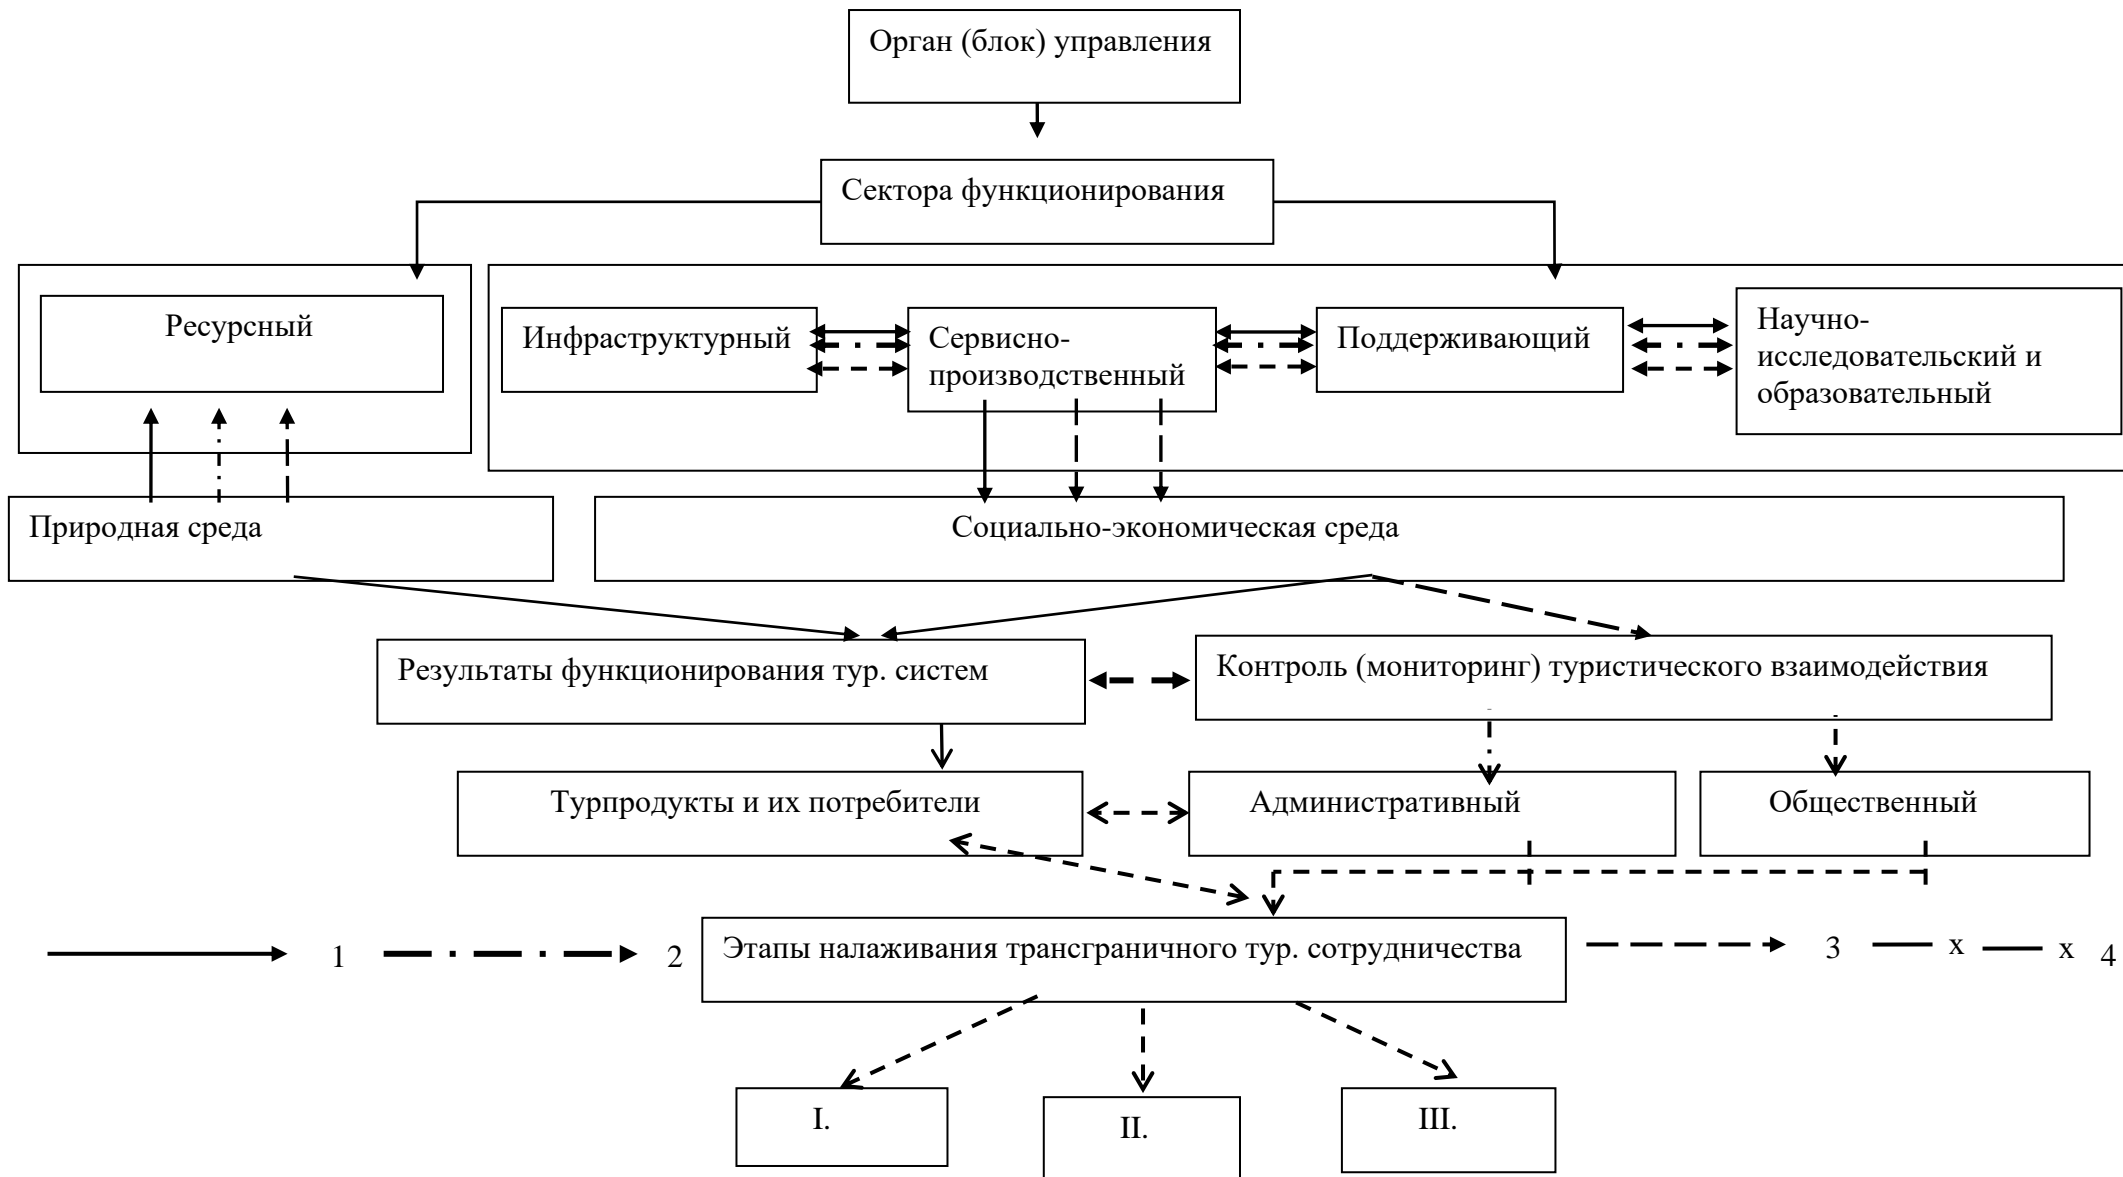 Орган (блок) управления
Сектора функционирования
Ресурсный
Инфраструктурный
Сервисно-
производственный
Поддерживающий
Научно-
исследовательский и
образовательный
Природная среда
Социально-экономическая среда
Результаты функционирования тур. систем
Контроль (мониторинг) туристического взаимодействия
Турпродукты и их потребители
Административный
Общественный
1
2
Этапы налаживания трансграничного тур. сотрудничества
3
х
х
4
I.
II.
III.